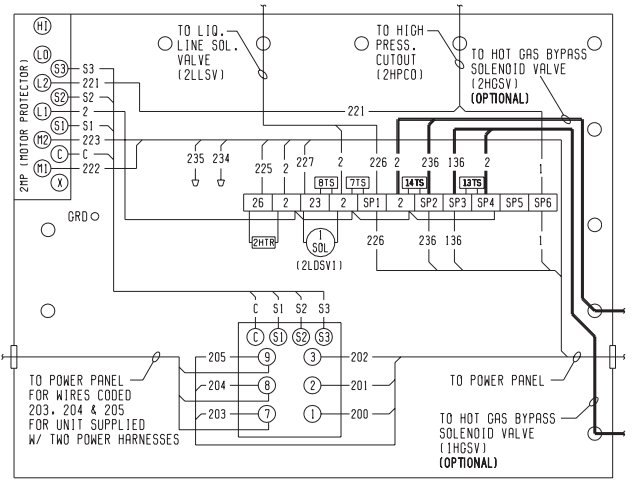 HI
LO
S3 S3
L2 221
S2 S2
L1 2
S1 S1
M2 223
C C
M1 222
X
2MP (MOTOR PROTECTOR)
GRD
TO LIQ.
LINE SOL.
VALVE
(2LLSV)
TO HIGH
PRESS.
CUTOUT
(2HPCO)
TO HOT GAS BYPASS
SOLENOID VALVE
(2HGSV)
(OPTIONAL)
221
235 234 225 2 227 2 226 2 236 136 2 1
8TS 7TS 14TS 13TS
26 2 23 2 SP1 2 SP2 SP3 SP4 SP5 SP6
2HTR
1
SOL
(2LDSV1)
226 236 136 1
C S1 S2 S3
C S1 S2 S3
205 9 3 202
204 8 2 201
203 7 1 200
TO POWER PANEL
FOR WIRES CODED
203, 204 & 205
FOR UNIT SUPPLIED
W/ TWO POWER HARNESSES
TO POWER PANEL
TO HOT GAS BYPASS
SOLENOID VALVE
(1HGSV)
(OPTIONAL)